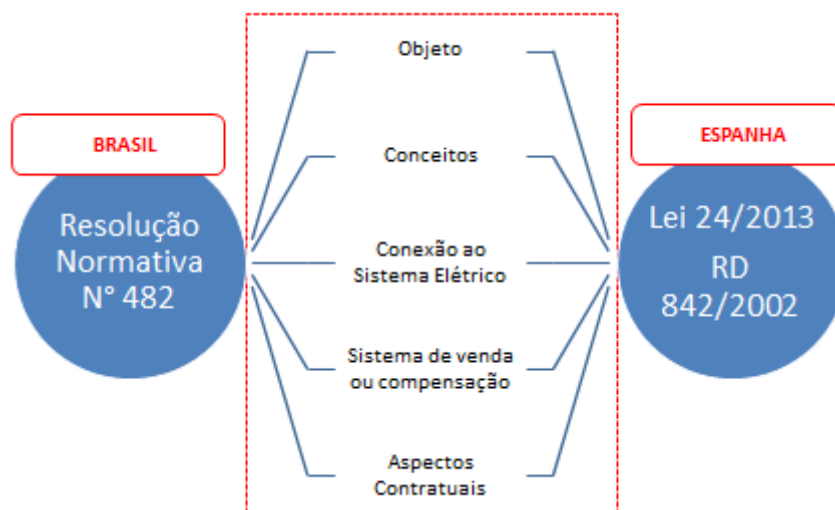 BRASIL
Resolução
Normativa
N° 482
Objeto
Conceitos
Conexão ao
Sistema Elétrico
Sistema de venda
ou compensação
Aspectos
Contratuais
ESPANHA
Lei 24/2013
RD
842/2002